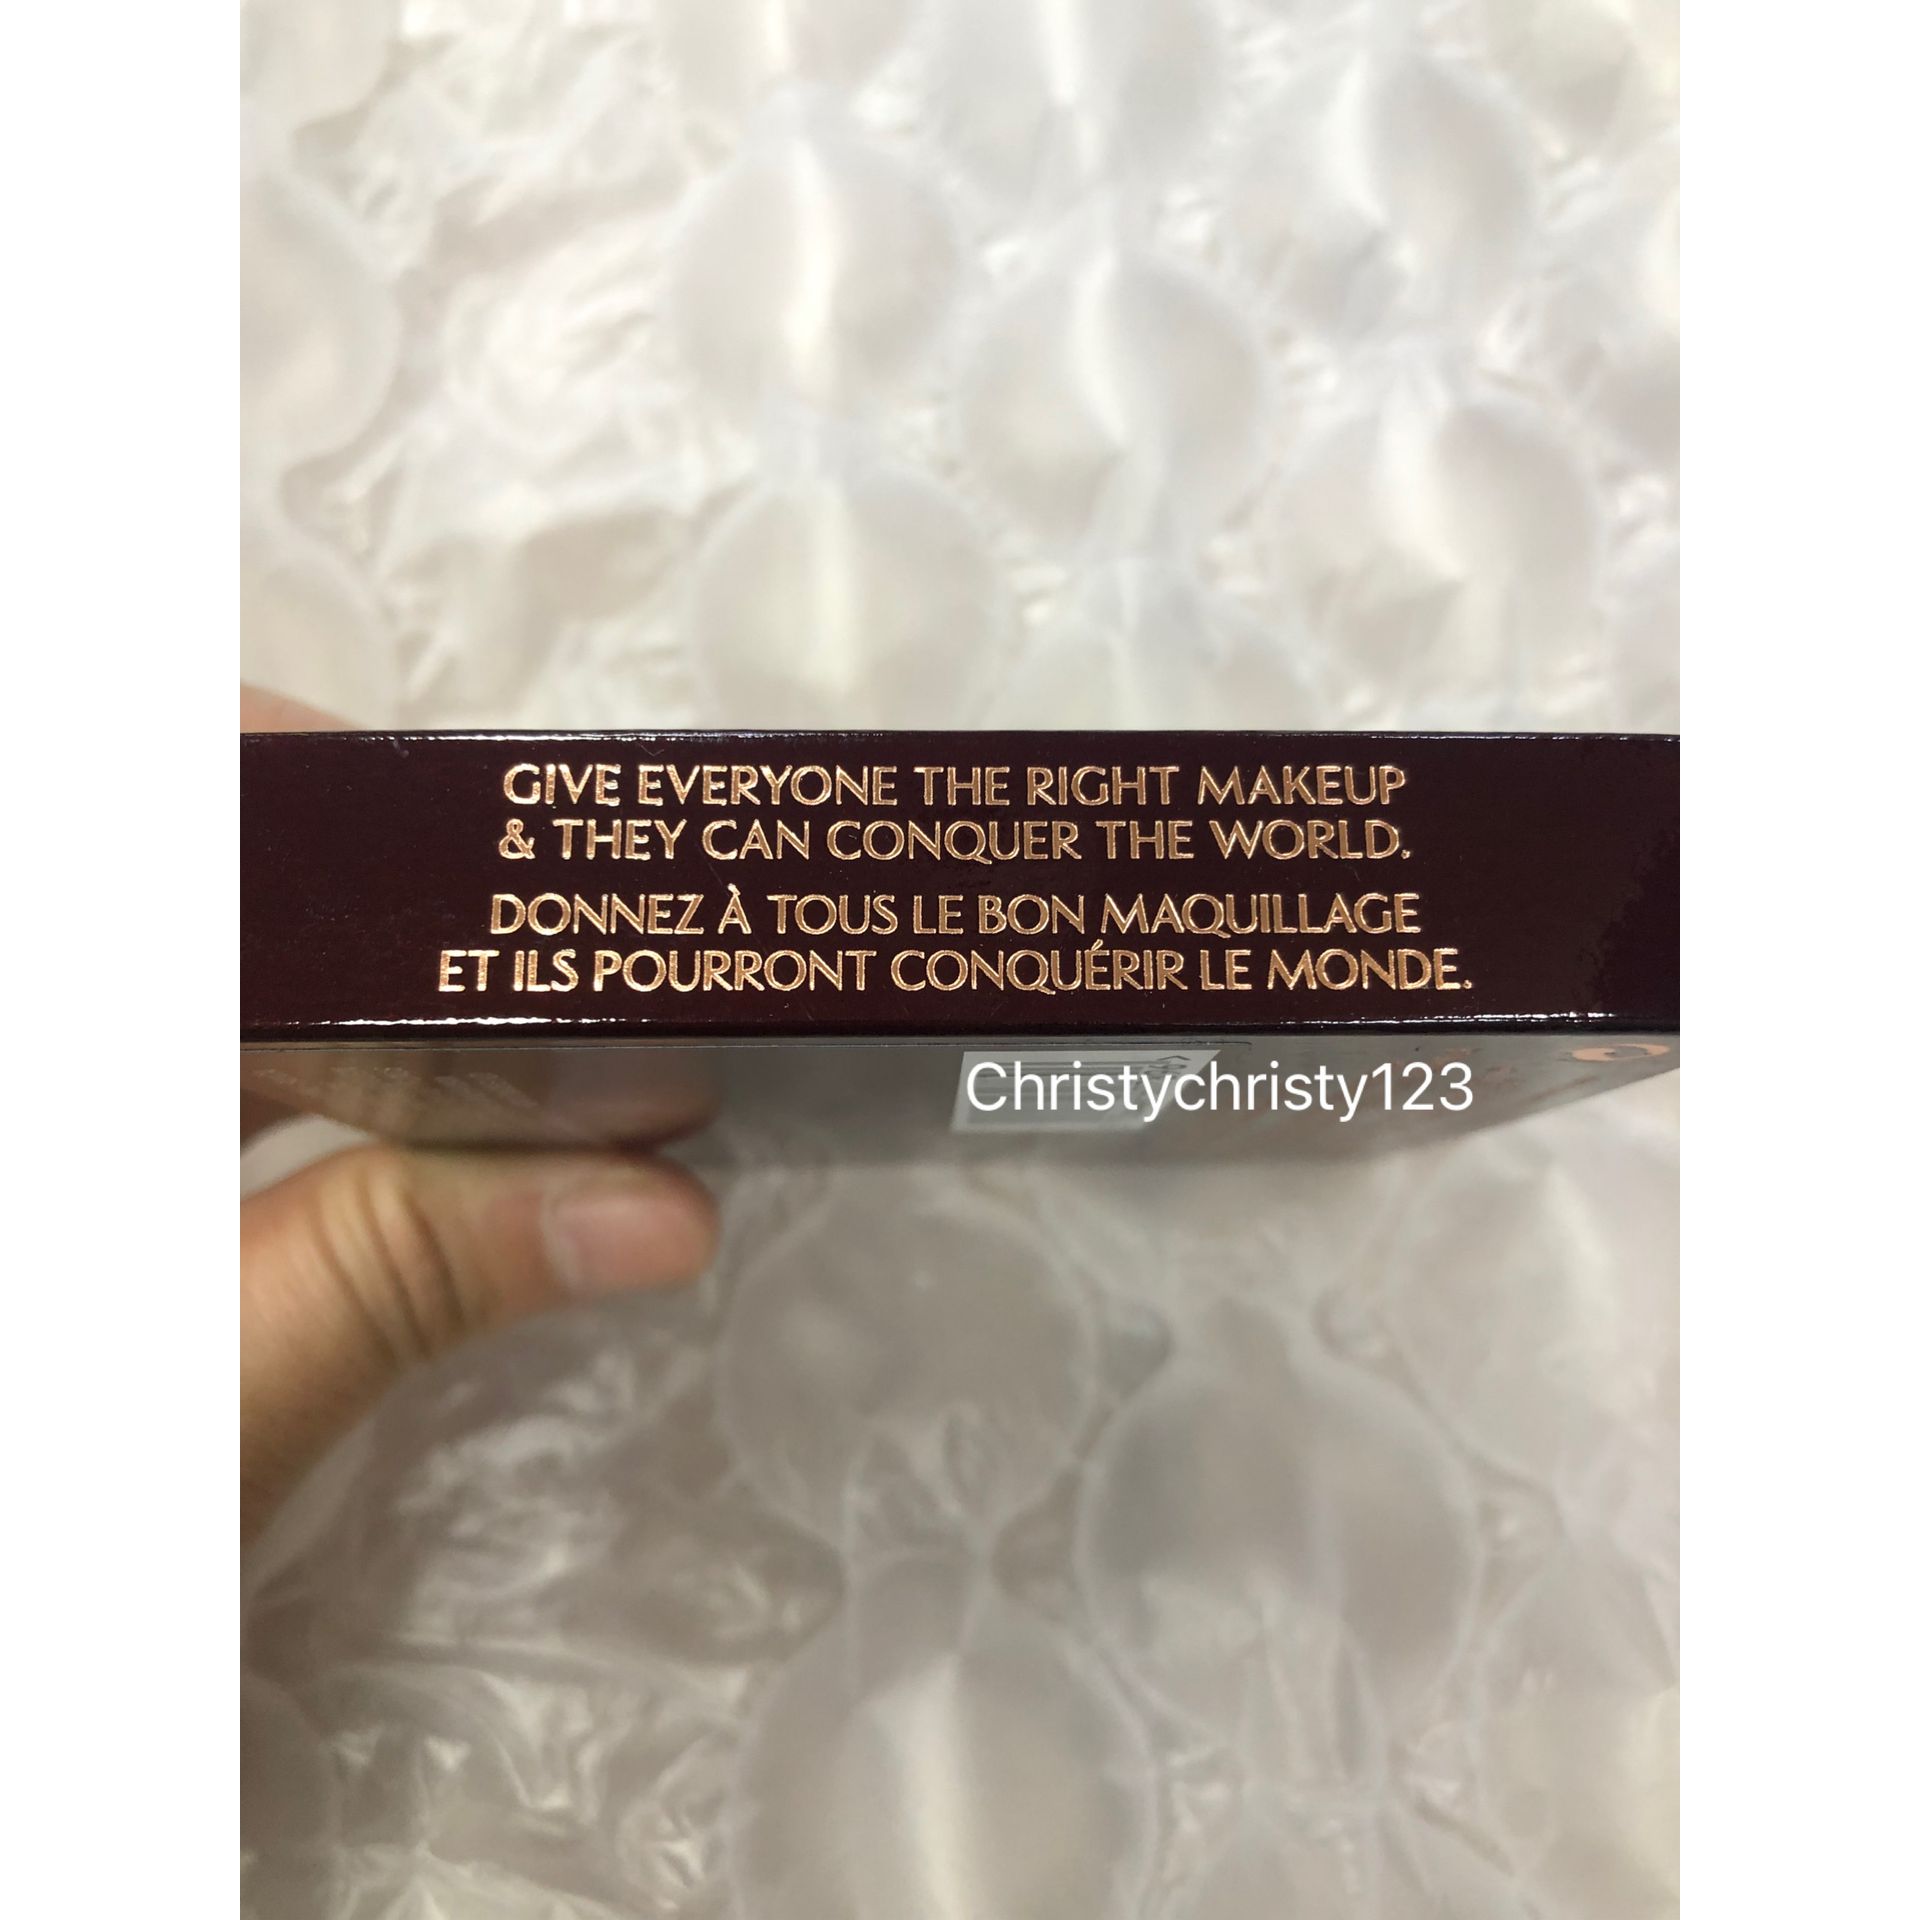 GIVE EVERYONE THE RIGHT MAKEUP
& THEY CAN CONQUER THE WORLD.
DONNEZ À TOUS LE BON MAQUILLAGE
ET ILS POURRONT CONQUÉRIR LE MONDE.
Christychristy123